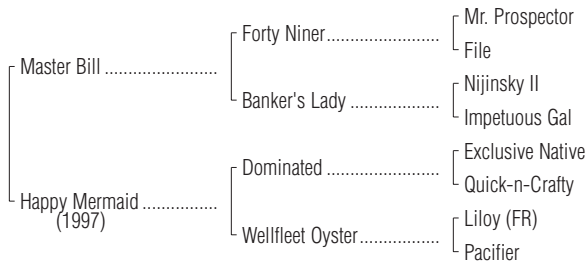 Mr. Prospector
Forty Niner
File
Master Bill
Nijinsky II
Banker's Lady
Impetuous Gal
Exclusive Native
Dominated
Quick-n-Crafty
Happy Mermaid
(1997)
Liloy (FR)
Wellfleet Oyster
Pacifier